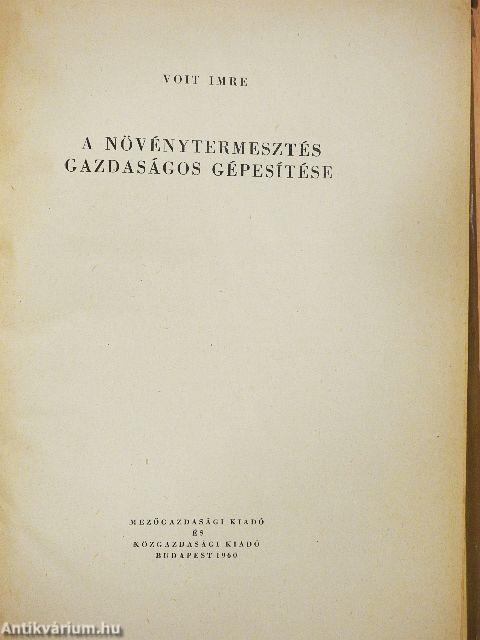 VOIT IMRE
A NÖVÉNYTERMESZTÉS
GAZDASÁGOS GÉPESÍTÉSE
MEZŐGAZDASÁGI KIADÓ
ÉS
KÖZGAZDASÁGI KIADÓ
BUDAPEST 1960
Antikvárium.hu